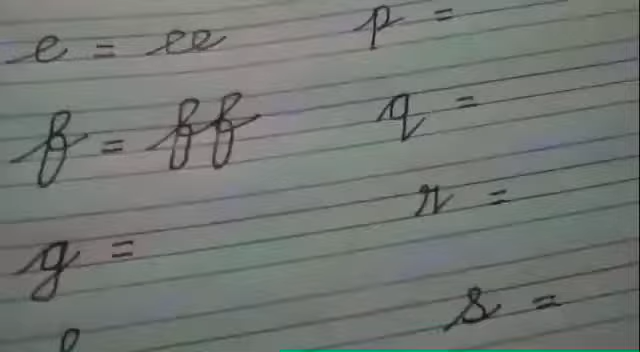 e = ee
f = ff
g =
p =
q =
r =
s =